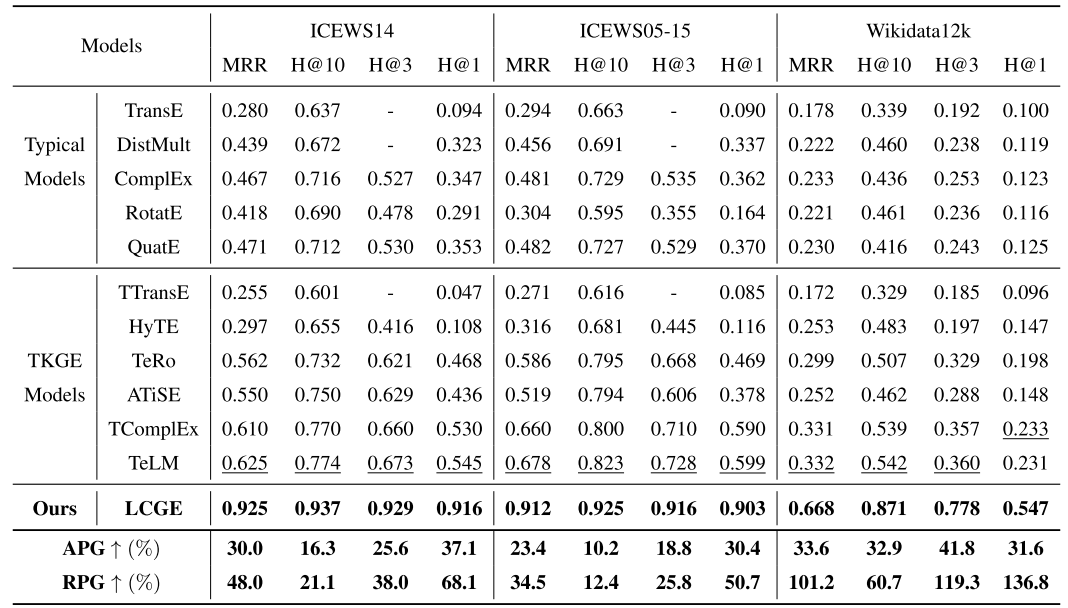 Models ICEWS14 ICEWS05-15 Wikidata12k
MRR H@10 H@3 H@1 MRR H@10 H@3 H@1 MRR H@10 H@3 H@1
TransE 0.280 0.637 - 0.094 0.294 0.663 - 0.090 0.178 0.339 0.192 0.100
Typical DistMult 0.439 0.672 - 0.323 0.456 0.691 - 0.337 0.222 0.460 0.238 0.119
Models ComplEx 0.467 0.716 0.527 0.347 0.481 0.729 0.535 0.362 0.233 0.436 0.253 0.123
RotatE 0.418 0.690 0.478 0.291 0.304 0.595 0.355 0.164 0.221 0.461 0.236 0.116
QuatE 0.471 0.712 0.530 0.353 0.482 0.727 0.529 0.370 0.230 0.416 0.243 0.125
TTransE 0.255 0.601 - 0.047 0.271 0.616 - 0.085 0.172 0.329 0.185 0.096
HyTE 0.297 0.655 0.416 0.108 0.316 0.681 0.445 0.116 0.253 0.483 0.197 0.147
TKGE TeRo 0.562 0.732 0.621 0.468 0.586 0.795 0.668 0.469 0.299 0.507 0.329 0.198
Models ATiSE 0.550 0.750 0.629 0.436 0.519 0.794 0.606 0.378 0.252 0.462 0.288 0.148
TComplEx 0.610 0.770 0.660 0.530 0.660 0.800 0.710 0.590 0.331 0.539 0.357 0.233
TeLM 0.625 0.774 0.673 0.545 0.678 0.823 0.728 0.599 0.332 0.542 0.360 0.231
Ours LCGE 0.925 0.937 0.929 0.916 0.912 0.925 0.916 0.903 0.668 0.871 0.778 0.547
APG ↑ (%) 30.0 16.3 25.6 37.1 23.4 10.2 18.8 30.4 33.6 32.9 41.8 31.6
RPG ↑ (%) 48.0 21.1 38.0 68.1 34.5 12.4 25.8 50.7 101.2 60.7 119.3 136.8